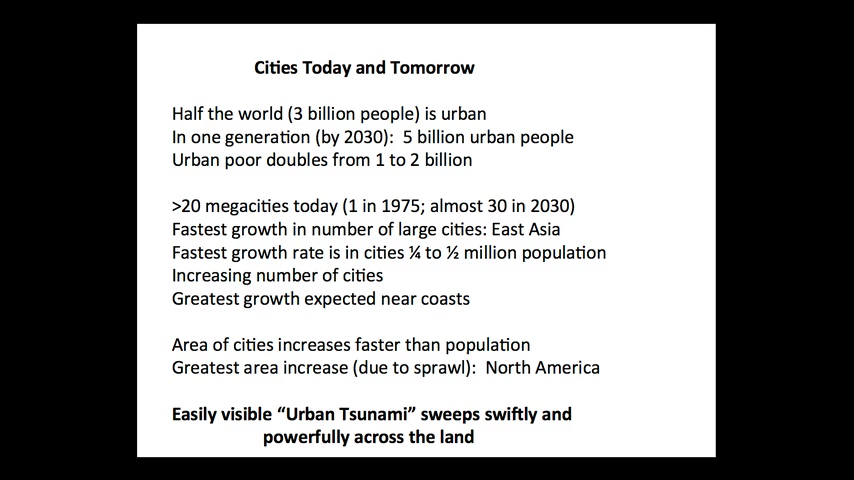 Cities Today and Tomorrow
Half the world (3 billion people) is urban
In one generation (by 2030): 5 billion urban people
Urban poor doubles from 1 to 2 billion
>20 megacities today (1 in 1975; almost 30 in 2030)
Fastest growth in number of large cities: East Asia
Fastest growth rate is in cities ¼ to ½ million population
Increasing number of cities
Greatest growth expected near coasts
Area of cities increases faster than population
Greatest area increase (due to sprawl): North America
Easily visible “Urban Tsunami” sweeps swiftly and
powerfully across the land